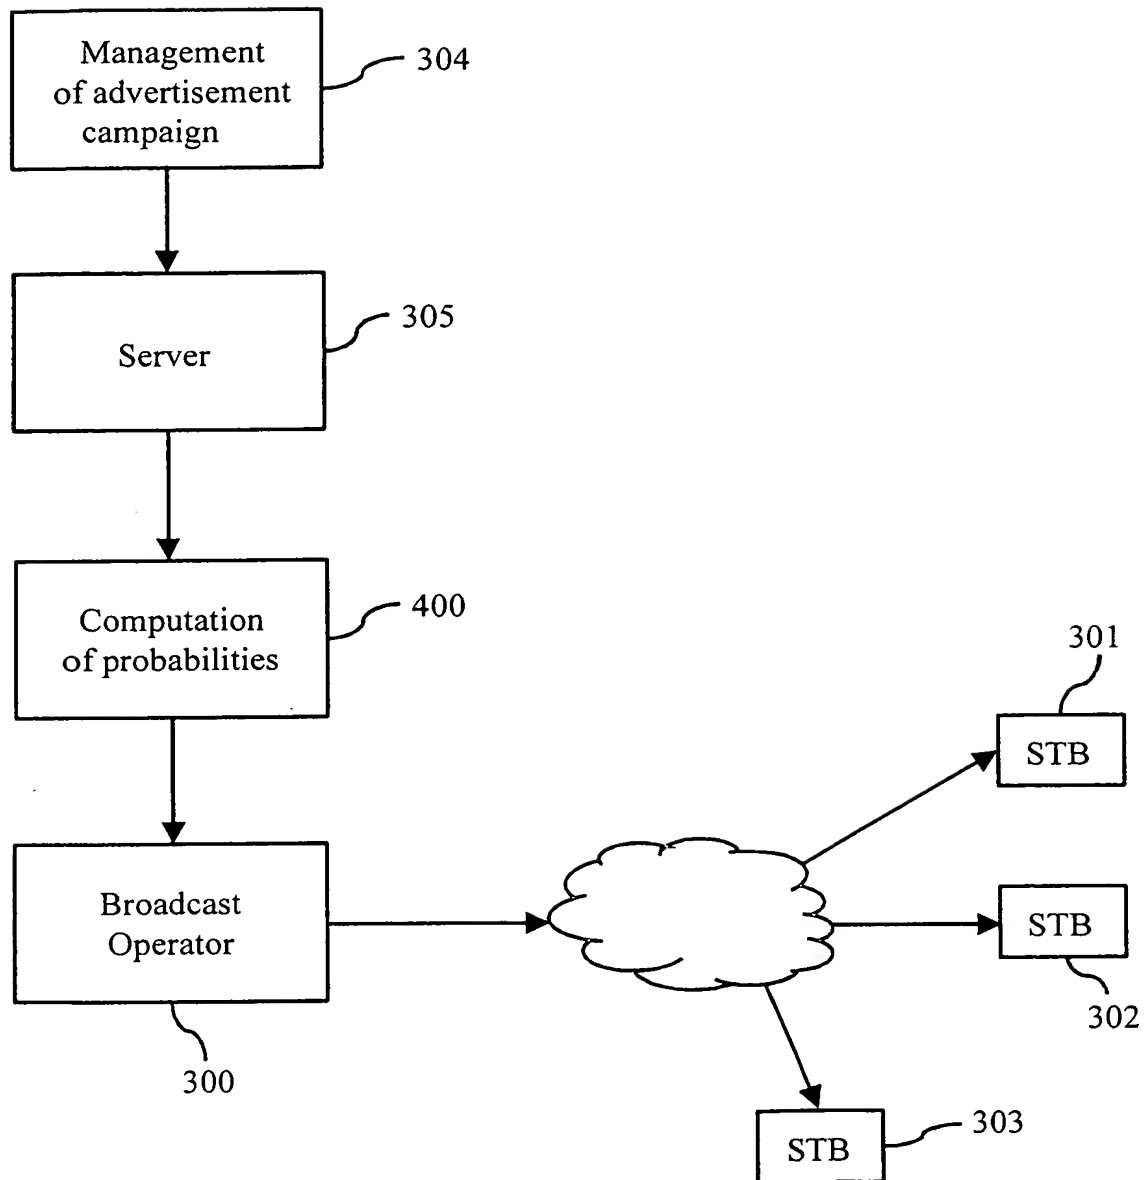 Management
of advertisement
campaign
304
Server
305
Computation
of probabilities
400
Broadcast
Operator
300
301
STB
STB
302
STB
303